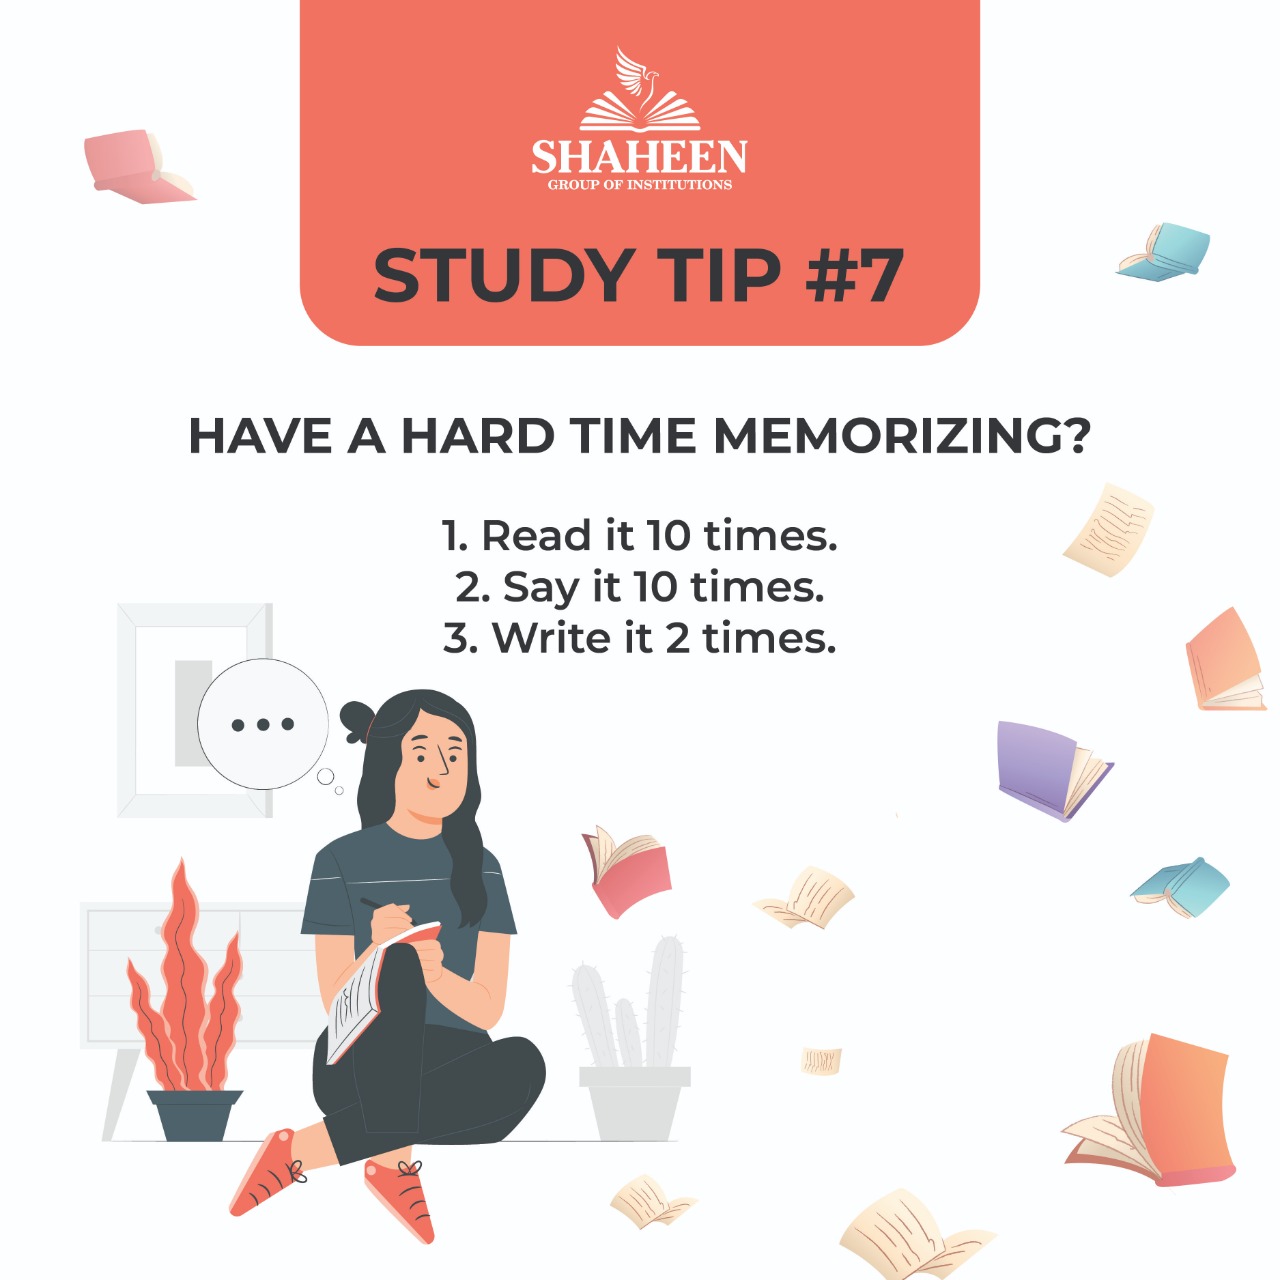 SHAHEEN
GROUP OF INSTITUTIONS
STUDY TIP #7
HAVE A HARD TIME MEMORIZING?
1. Read it 10 times.
2. Say it 10 times.
3. Write it 2 times.